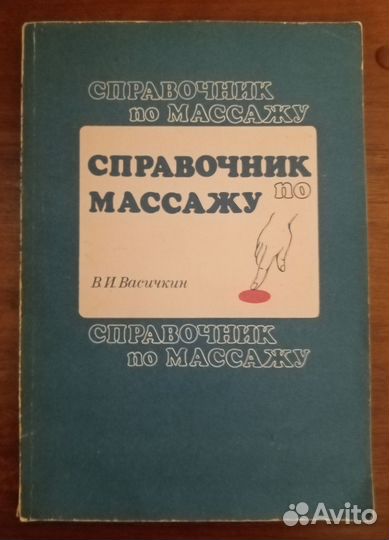 СПРАВОЧНИК
по МАССАЖУ
СПРАВОЧНИК
по
МАССАЖУ
В.И.Васичкин
СПРАВОЧНИК
по МАССАЖУ
Avito